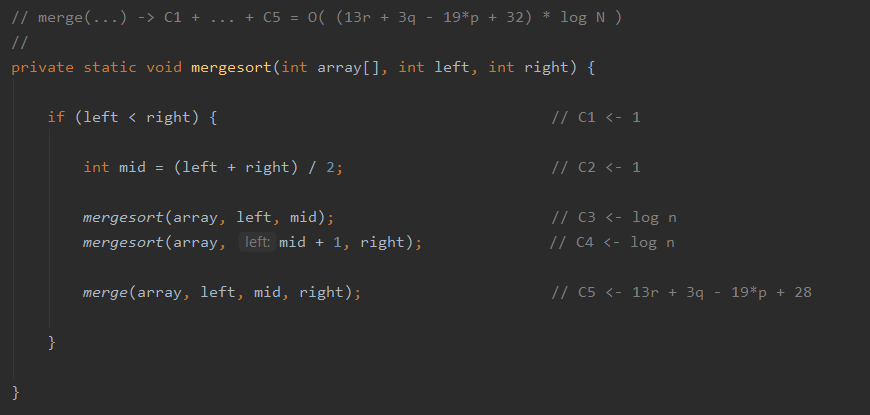 // merge(...) -> C1 + ... + C5 = O( (13r + 3q - 19*p + 32) * log N )
//
private static void mergesort(int array[], int left, int right) {
if (left < right) { // C1 <- 1
int mid = (left + right) / 2; // C2 <- 1
mergesort(array, left, mid); // C3 <- log n
mergesort(array, left: mid + 1, right); // C4 <- log n
merge(array, left, mid, right); // C5 <- 13r + 3q - 19*p + 28
}
}